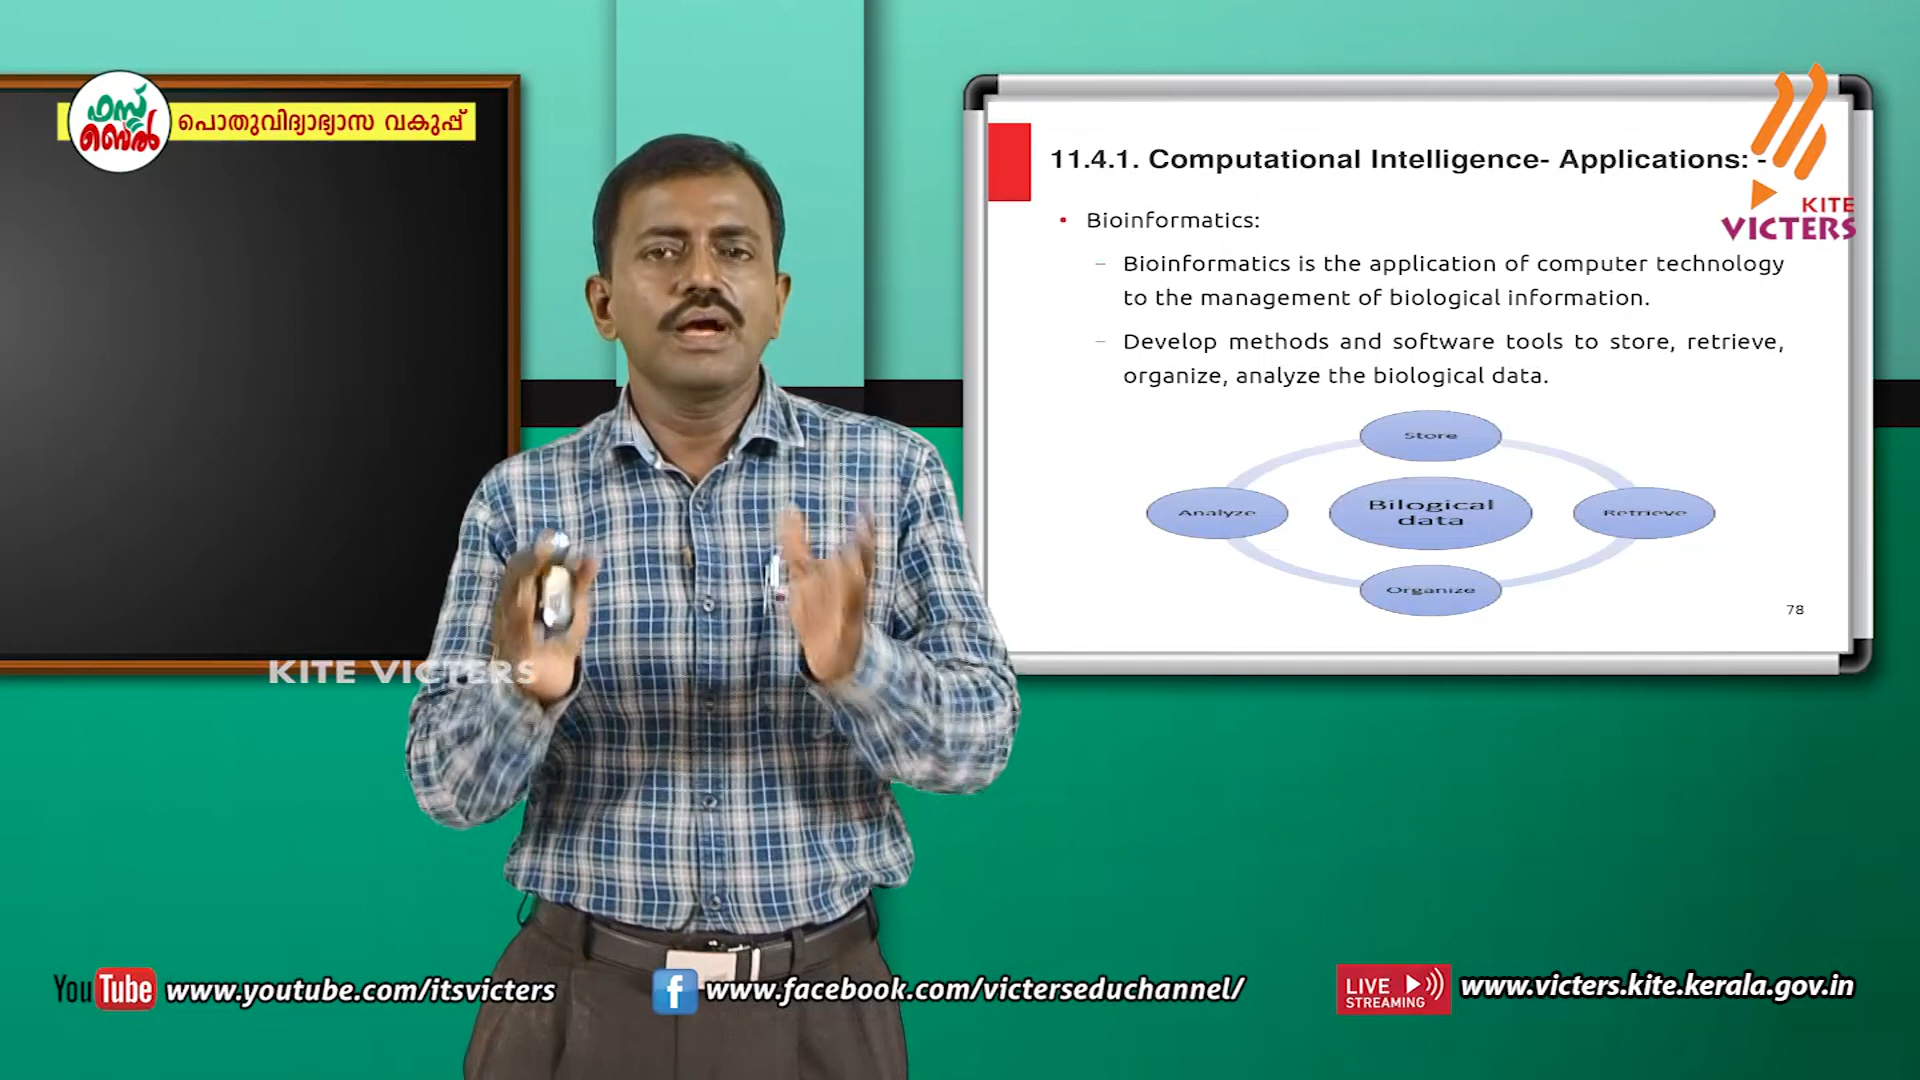 ഫസ്റ്റ്
ബെൽ
പൊതുവിദ്യാഭ്യാസ വകുപ്പ്
11.4.1. Computational Intelligence- Applications: -
KITE
VICTERS
• Bioinformatics:
– Bioinformatics is the application of computer technology
to the management of biological information.
– Develop methods and software tools to store, retrieve,
organize, analyze the biological data.
Store
Analyze
Bilogical
data
Retrieve
Organize
78
KITE VICTERS
YouTube www.youtube.com/itsvicters
f www.facebook.com/victerseduchannel/
LIVE
STREAMING
www.victers.kite.kerala.gov.in